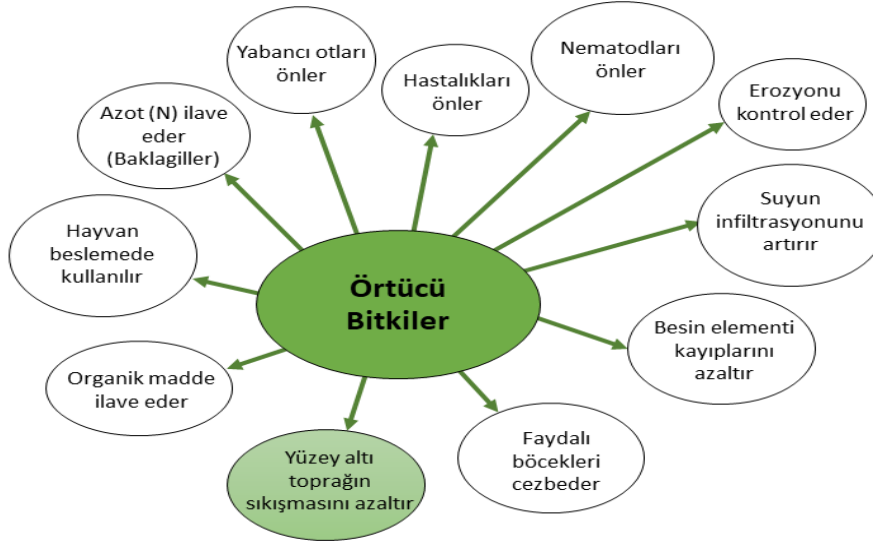 Yabancı otları
önler
Hastalıkları
önler
Nematodları
önler
Erozyonu
kontrol eder
Azot (N) ilave
eder
(Baklagiller)
Suyun
infiltrasyonunu
artırır
Hayvan
beslemede
kullanılır
Örtücü
Bitkiler
Besin elementi
kayıplarını
azaltır
Organik madde
ilave eder
Yüzey altı
toprağın
sıkışmasını azaltır
Faydalı
böcekleri
cezbeder